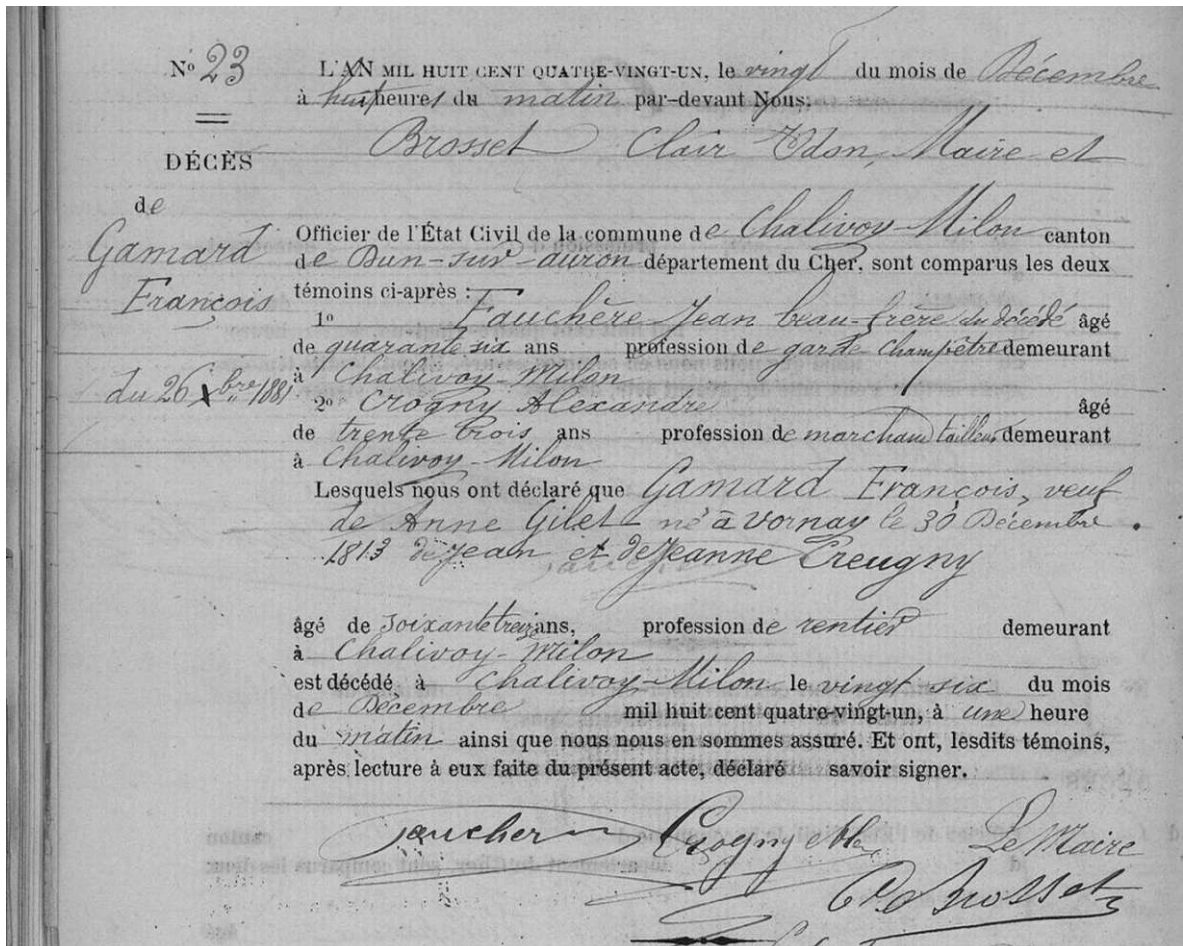 N° 23
L'AN MIL HUIT CENT QUATRE-VINGT-UN, le vingt du mois de Décembre
à huit heures du matin par-devant Nous,
Brosset Clair Odon, Maire et
DÉCÈS
de
Gamard
François
du 26 Xbre 1881
Officier de l'État Civil de la commune de Chalivoy-Milon canton
de Dun-sur-auron département du Cher, sont comparus les deux
témoins ci-après :
1° Fauchère Jean beau-frère du décédé âgé
de quarante six ans profession de garde champêtre demeurant
à Chalivoy-Milon
2° Crogny Alexandre âgé
de trente trois ans profession de marchand tailleur demeurant
à Chalivoy-Milon
Lesquels nous ont déclaré que Gamard François, veuf
de Anne Gilet né à Vornay le 30 Décembre
1813 de Jean et de Jeanne Creugny
âgé de soixante treize ans, profession de rentier demeurant
à Chalivoy-Milon
est décédé à Chalivoy-Milon le vingt six du mois
de Décembre mil huit cent quatre-vingt-un, à une heure
du matin ainsi que nous nous en sommes assuré. Et ont, lesdits témoins,
après lecture à eux faite du présent acte, déclaré savoir signer.
Crogny Le Maire
Brosset